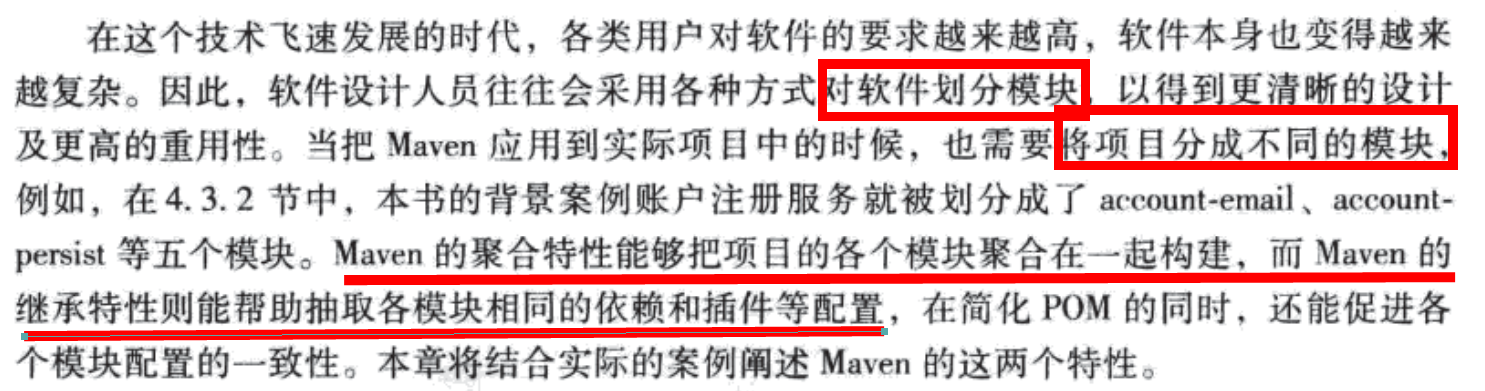 在这个技术飞速发展的时代，各类用户对软件的要求越来越高，软件本身也变得越来
越复杂。因此，软件设计人员往往会采用各种方式对软件划分模块，以得到更清晰的设计
及更高的重用性。当把 Maven 应用到实际项目中的时候，也需要将项目分成不同的模块，
例如，在4.3.2 节中，本书的背景案例账户注册服务就被划分成了 account-email、account-
persist 等五个模块。Maven 的聚合特性能够把项目的各个模块聚合在一起构建，而 Maven 的
继承特性则能帮助抽取各模块相同的依赖和插件等配置，在简化 POM 的同时，还能促进各
个模块配置的一致性。本章将结合实际的案例阐述 Maven 的这两个特性。